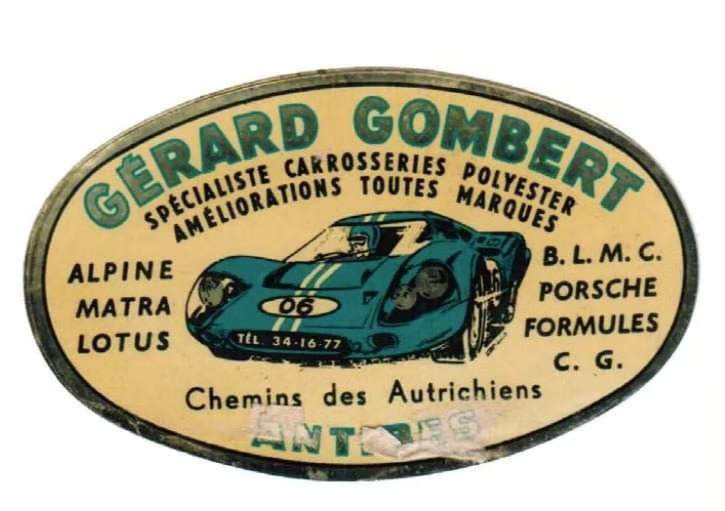 GÉRARD GOMBERT
SPÉCIALISTE CARROSSERIES POLYESTER
AMÉLIORATIONS TOUTES MARQUES
ALPINE
MATRA
LOTUS
06
TÉL. 34-16-77
B. L. M. C.
PORSCHE
FORMULES
C. G.
Chemins des Autrichiens
ANTIBES